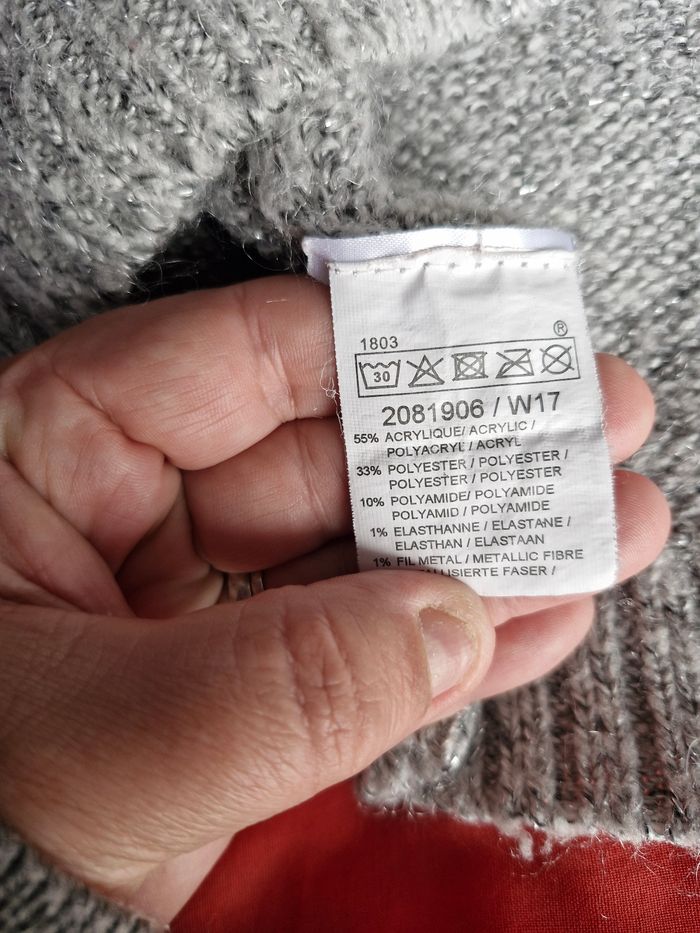 1803
®
30
2081906 / W17
55% ACRYLIQUE/ ACRYLIC /
POLYACRYL / ACRYL
33% POLYESTER / POLYESTER /
POLYESTER / POLYESTER
10% POLYAMIDE/ POLYAMIDE
POLYAMID / POLYAMIDE
1% ELASTHANNE / ELASTANE /
ELASTHAN / ELASTAAN
1% FIL METAL / METALLIC FIBRE
FASER /